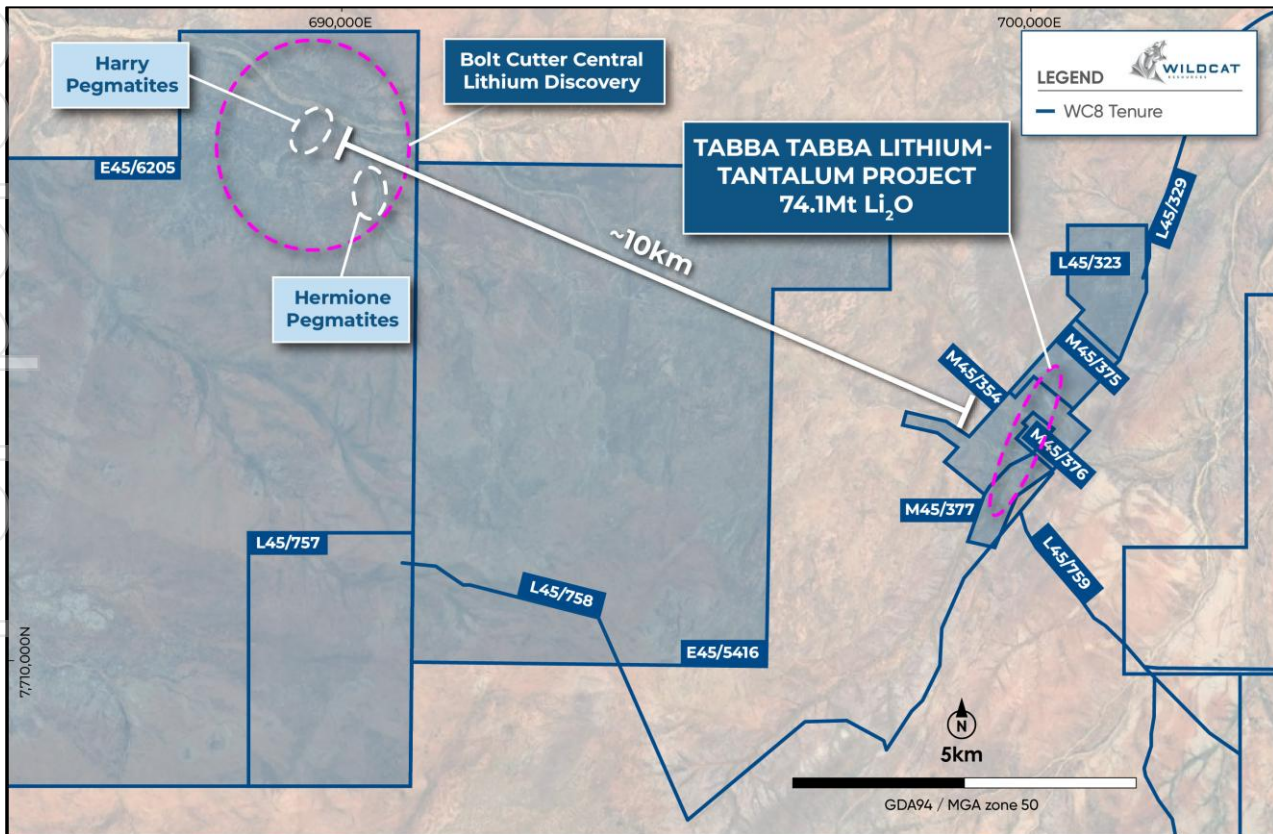 690,000E
700,000E
Harry
Pegmatites
Bolt Cutter Central
Lithium Discovery
LEGEND
WILDCAT
RESOURCES
WC8 Tenure
E45/6205
TABBA TABBA LITHIUM-
TANTALUM PROJECT
74.1Mt Li₂O
L45/329
~10km
L45/323
Hermione
Pegmatites
M45/375
M45/354
M45/376
M45/377
L45/757
L45/758
L45/759
E45/5416
7,710,000N
N
5km
GDA94 / MGA zone 50